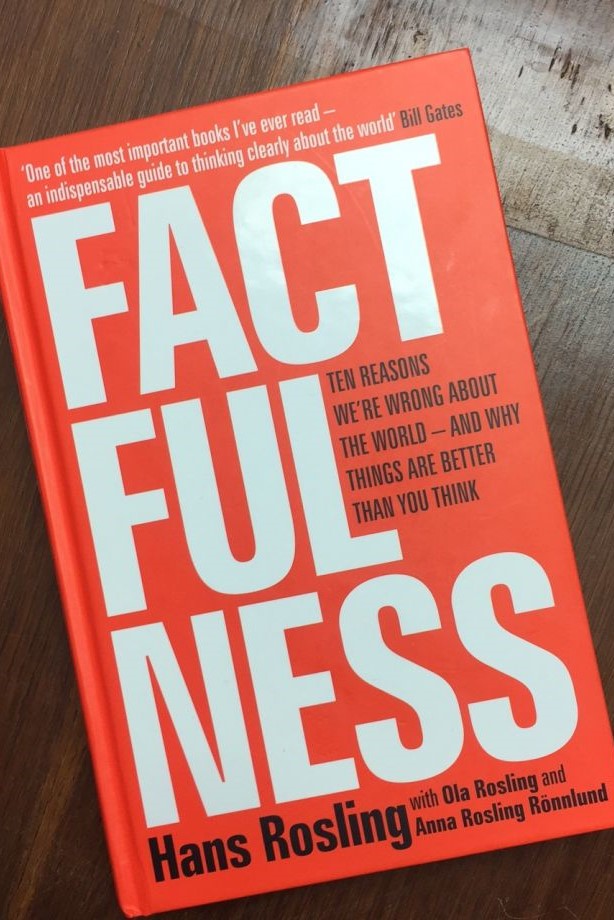 'One of the most important books I've ever read –
an indispensable guide to thinking clearly about the world' Bill Gates
FACT
FUL
NESS
TEN REASONS
WE'RE WRONG ABOUT
THE WORLD – AND WHY
THINGS ARE BETTER
THAN YOU THINK
Hans Rosling with Ola Rosling and
Anna Rosling Rönnlund